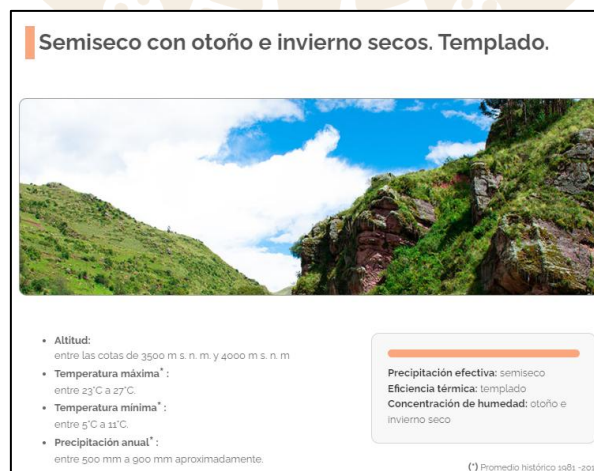 Semiseco con otoño e invierno secos. Templado.
• Altitud:
entre las cotas de 3500 m s. n. m. y 4000 m s. n. m
• Temperatura máxima* :
entre 23°C a 27°C.
• Temperatura mínima* :
entre 5°C a 11°C.
• Precipitación anual* :
entre 500 mm a 900 mm aproximadamente.
Precipitación efectiva: semiseco
Eficiencia térmica: templado
Concentración de humedad: otoño e
invierno seco
(*) Promedio histórico 1981 -201